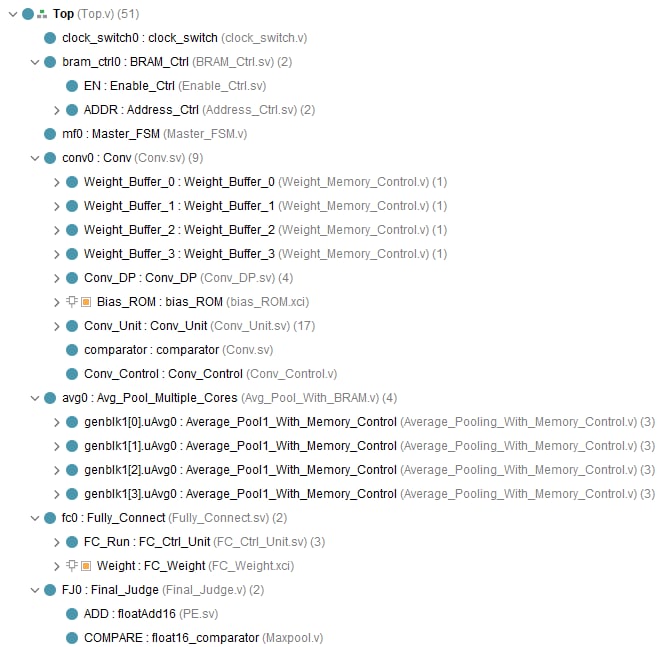 Top (Top.v) (51)
clock_switch0 : clock_switch (clock_switch.v)
bram_ctrl0 : BRAM_Ctrl (BRAM_Ctrl.sv) (2)
EN : Enable_Ctrl (Enable_Ctrl.sv)
ADDR : Address_Ctrl (Address_Ctrl.sv) (2)
mf0 : Master_FSM (Master_FSM.v)
conv0 : Conv (Conv.sv) (9)
Weight_Buffer_0 : Weight_Buffer_0 (Weight_Memory_Control.v) (1)
Weight_Buffer_1 : Weight_Buffer_1 (Weight_Memory_Control.v) (1)
Weight_Buffer_2 : Weight_Buffer_2 (Weight_Memory_Control.v) (1)
Weight_Buffer_3 : Weight_Buffer_3 (Weight_Memory_Control.v) (1)
Conv_DP : Conv_DP (Conv_DP.sv) (4)
Bias_ROM : bias_ROM (bias_ROM.xci)
Conv_Unit : Conv_Unit (Conv_Unit.sv) (17)
comparator : comparator (Conv.sv)
Conv_Control : Conv_Control (Conv_Control.v)
avg0 : Avg_Pool_Multiple_Cores (Avg_Pool_With_BRAM.v) (4)
genblk1[0].uAvg0 : Average_Pool1_With_Memory_Control (Average_Pooling_With_Memory_Control.v) (3)
genblk1[1].uAvg0 : Average_Pool1_With_Memory_Control (Average_Pooling_With_Memory_Control.v) (3)
genblk1[2].uAvg0 : Average_Pool1_With_Memory_Control (Average_Pooling_With_Memory_Control.v) (3)
genblk1[3].uAvg0 : Average_Pool1_With_Memory_Control (Average_Pooling_With_Memory_Control.v) (3)
fc0 : Fully_Connect (Fully_Connect.sv) (2)
FC_Run : FC_Ctrl_Unit (FC_Ctrl_Unit.sv) (3)
Weight : FC_Weight (FC_Weight.xci)
FJ0 : Final_Judge (Final_Judge.v) (2)
ADD : floatAdd16 (PE.sv)
COMPARE : float16_comparator (Maxpool.v)